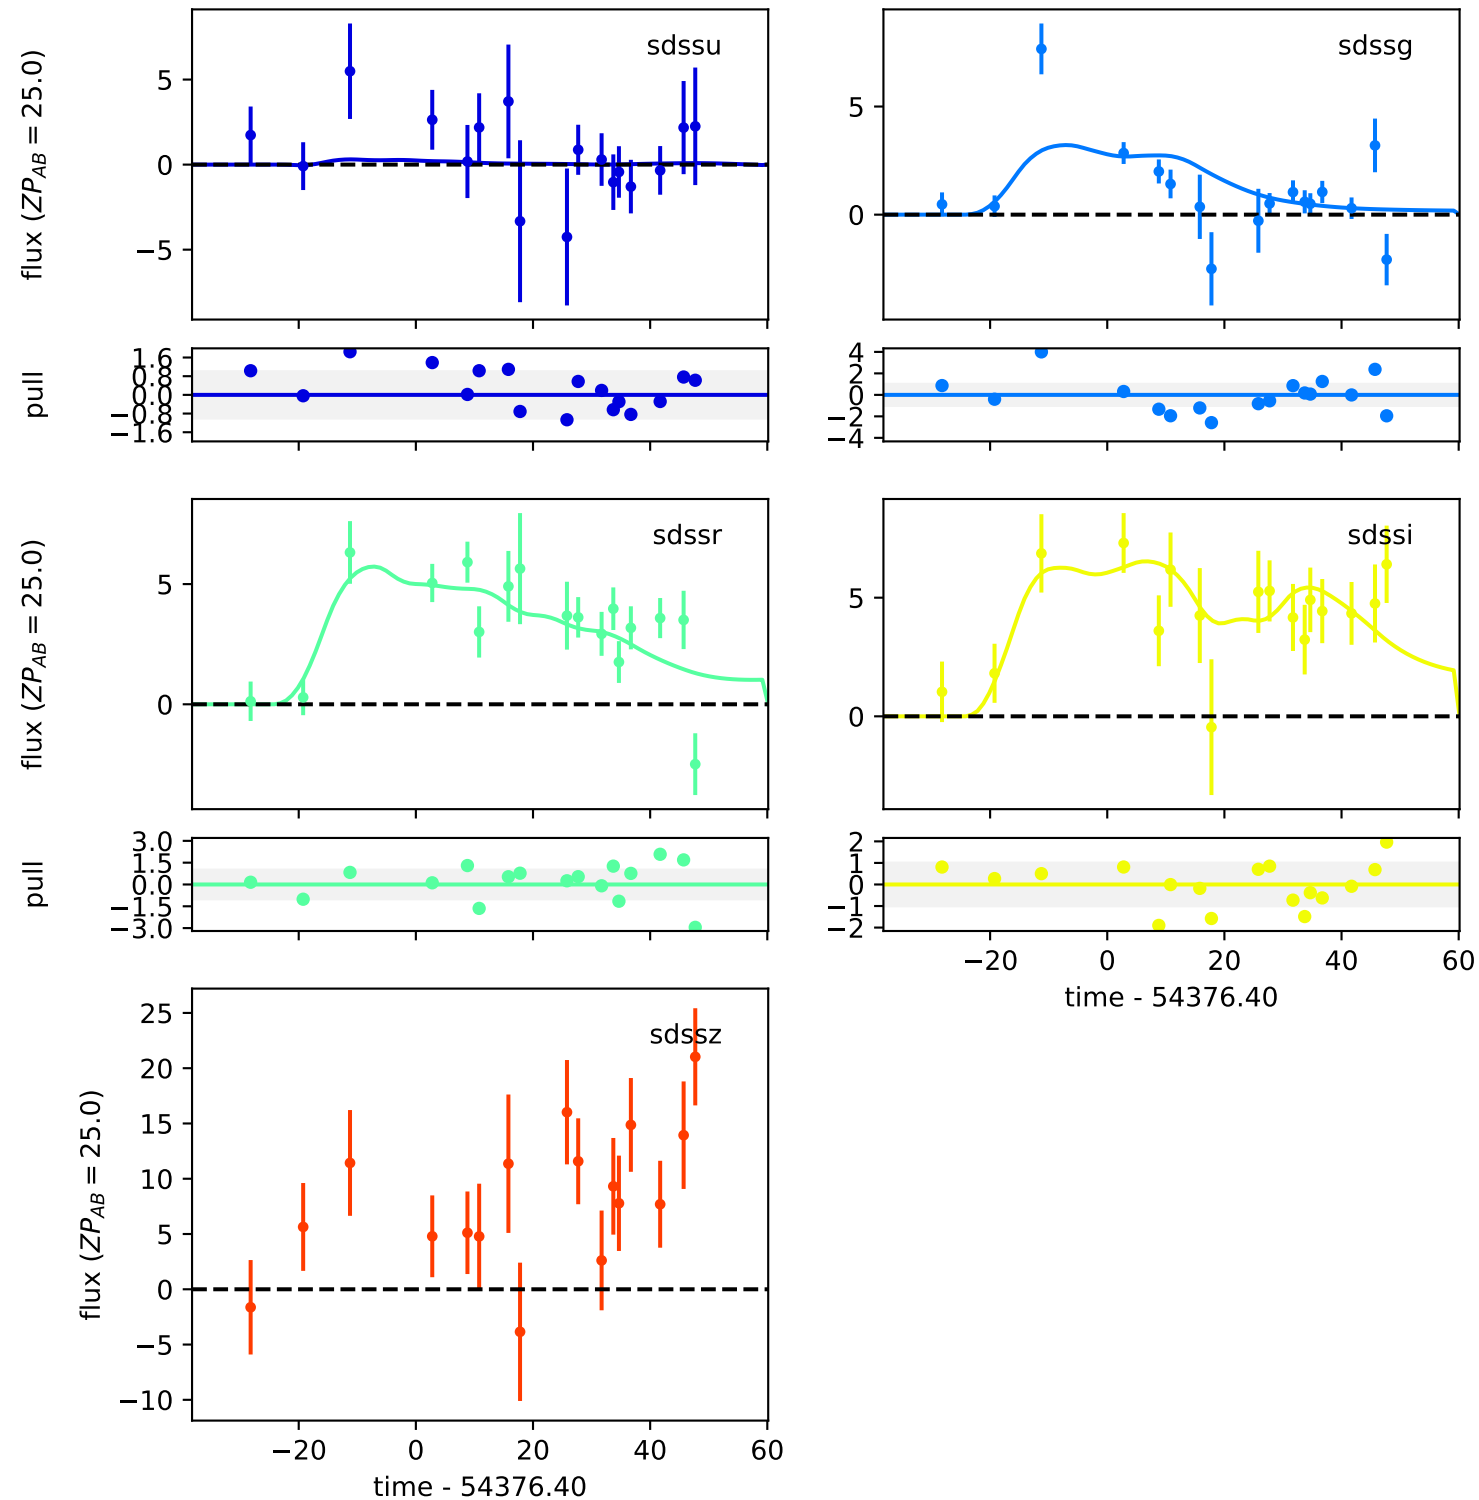 sdssu
flux (ZP_AB = 25.0)
5
0
−5
sdssg
5
0
pull
1.6
0.8
0.0
−0.8
−1.6
4
2
0
−2
−4
sdssr
flux (ZP_AB = 25.0)
5
0
sdssi
5
0
pull
3.0
1.5
0.0
−1.5
−3.0
2
1
0
−1
−2
−20 0 20 40 60
time - 54376.40
sdssz
flux (ZP_AB = 25.0)
25
20
15
10
5
0
−5
−10
−20 0 20 40 60
time - 54376.40